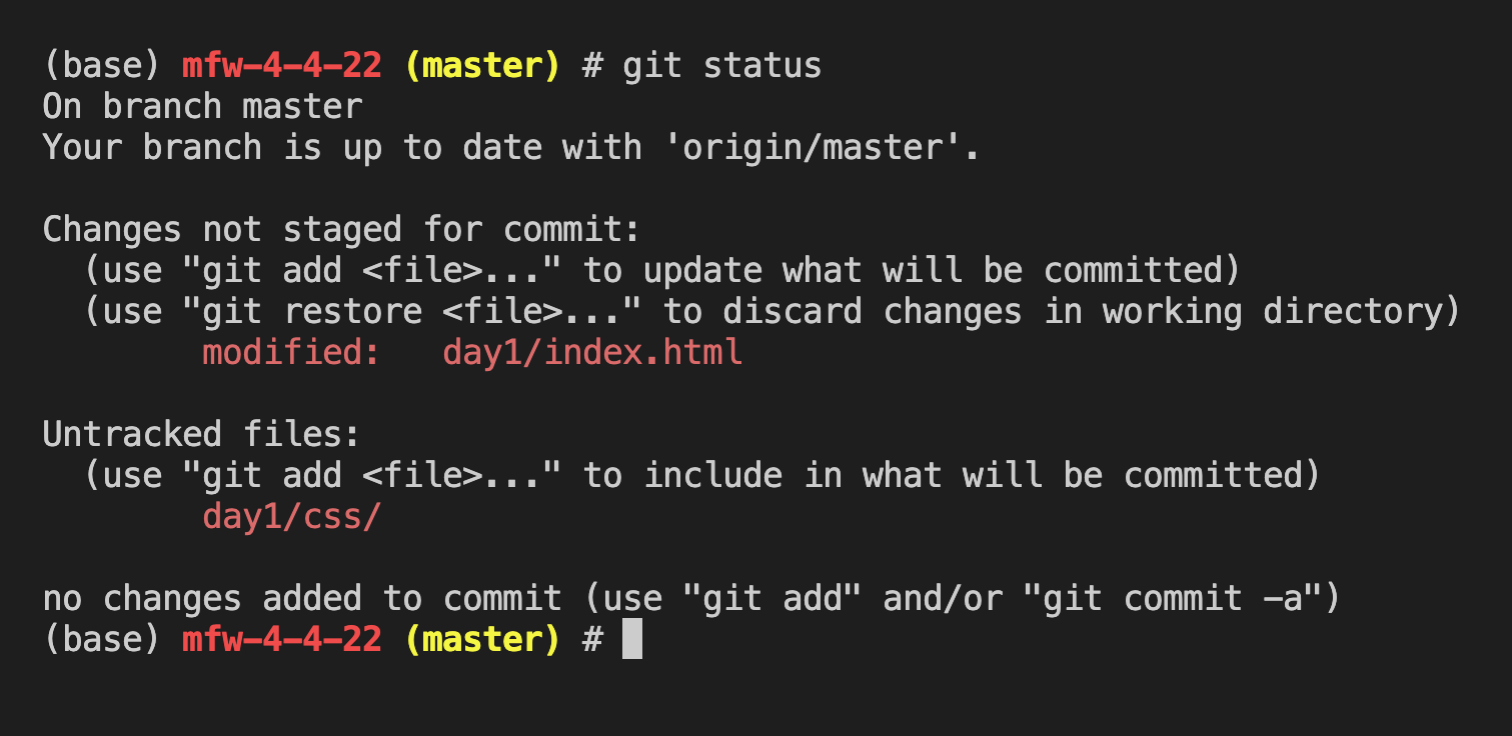 (base) mfw-4-4-22 (master) # git status
On branch master
Your branch is up to date with 'origin/master'.

Changes not staged for commit:
  (use "git add <file>..." to update what will be committed)
  (use "git restore <file>..." to discard changes in working directory)
        modified:   day1/index.html

Untracked files:
  (use "git add <file>..." to include in what will be committed)
        day1/css/

no changes added to commit (use "git add" and/or "git commit -a")
(base) mfw-4-4-22 (master) #